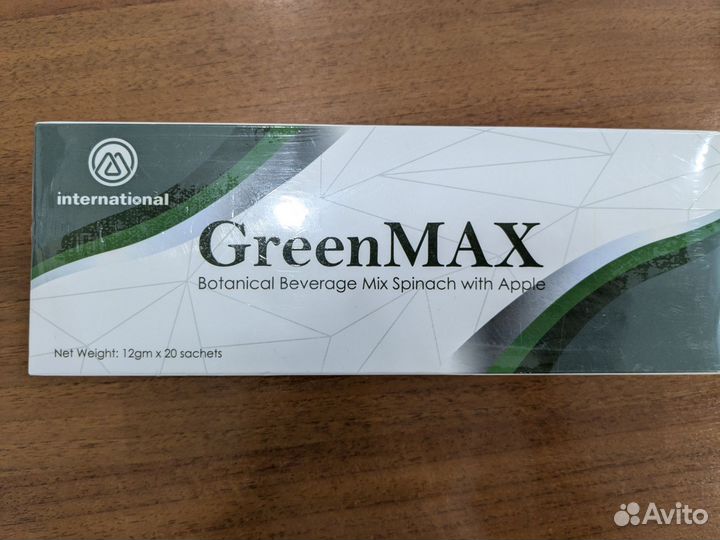 international
GreenMAX
Botanical Beverage Mix Spinach with Apple
Net Weight: 12gm x 20 sachets
Avito